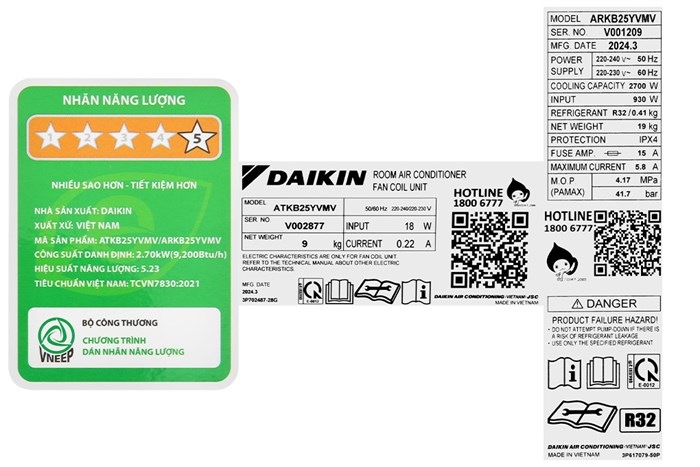 NHÃN NĂNG LƯỢNG
1 2 3 4 5
NHIỀU SAO HƠN - TIẾT KIỆM HƠN
NHÀ SẢN XUẤT: DAIKIN
XUẤT XỨ: VIỆT NAM
MÃ SẢN PHẨM: ATKB25YVMV/ARKB25YVMV
CÔNG SUẤT DANH ĐỊNH: 2.70kW(9,200Btu/h)
HIỆU SUẤT NĂNG LƯỢNG: 5.23
TIÊU CHUẨN VIỆT NAM: TCVN7830:2021
VNEEP
BỘ CÔNG THƯƠNG
CHƯƠNG TRÌNH
DÁN NHÃN NĂNG LƯỢNG
DAIKIN
ROOM AIR CONDITIONER
FAN COIL UNIT
MODEL ATKB25YVMV 50/60 Hz 220-240/220-230 V
SER. NO V002877 INPUT 18 W
NET WEIGHT 9 kg CURRENT 0.22 A
ELECTRIC CHARACTERISTICS ARE ONLY FOR FAN COIL UNIT.
REFER TO THE TECHNICAL MANUAL ABOUT OTHER ELECTRIC
CHARACTERISTICS.
MFG. DATE
2024.3
3P702487-28G
E-0012
HOTLINE
1800 6777
DAIKIN AIR CONDITIONING (VIETNAM) JSC
MADE IN VIETNAM
MODEL ARKB25YVMV
SER. NO V001209
MFG. DATE 2024.3
POWER SUPPLY 220-240 V~ 50 Hz
220-230 V~ 60 Hz
COOLING CAPACITY 2700 W
INPUT 930 W
REFRIGERANT R32 / 0.41 kg
NET WEIGHT 19 kg
PROTECTION IPX4
FUSE AMP. 15 A
MAXIMUM CURRENT 5.8 A
M.O.P (PAMAX) 4.17 MPa
41.7 bar
HOTLINE
1800 6777
DANGER
PRODUCT FAILURE HAZARD!
• DO NOT ATTEMPT PUMP DOWN IF THERE IS
A RISK OF REFRIGERANT LEAKAGE
• USE ONLY THE SPECIFIED REFRIGERANT
E-0012
R32
DAIKIN AIR CONDITIONING (VIETNAM) JSC
MADE IN VIETNAM 3P617079-50P